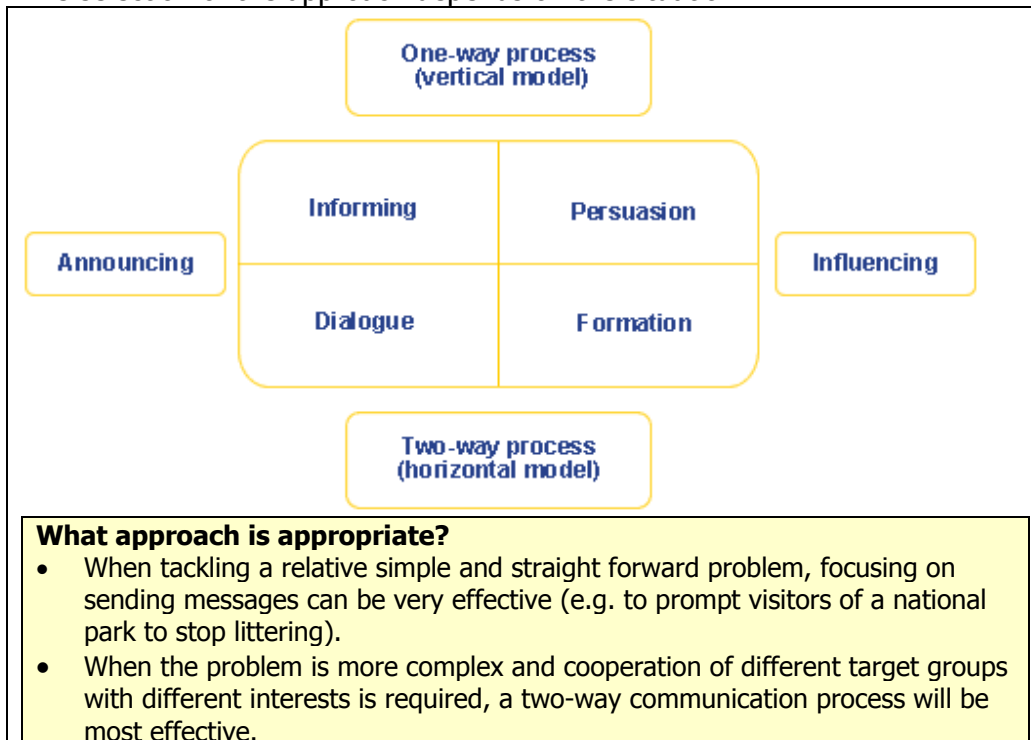 One-way process
(vertical model)
Informing
Persuasion
Announcing
Influencing
Dialogue
Formation
Two-way process
(horizontal model)
What approach is appropriate?
• When tackling a relative simple and straight forward problem, focusing on
sending messages can be very effective (e.g. to prompt visitors of a national
park to stop littering).
• When the problem is more complex and cooperation of different target groups
with different interests is required, a two-way communication process will be
most effective.